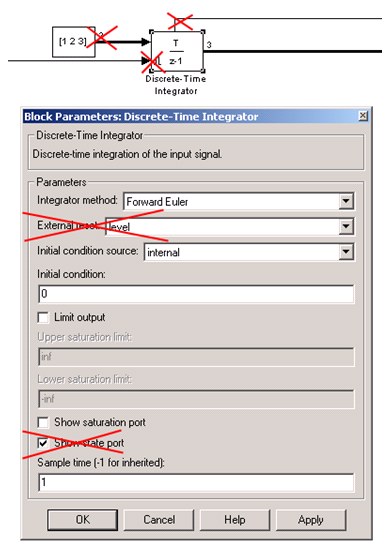 3
[1 2 3]
T
z-1
3
Discrete-Time
Integrator
Block Parameters: Discrete-Time Integrator
Discrete-Time Integrator
Discrete-time integration of the input signal.
Parameters
Integrator method: Forward Euler
External reset: level
Initial condition source: internal
Initial condition:
0
Limit output
Upper saturation limit:
inf
Lower saturation limit:
-inf
Show saturation port
Show state port
Sample time (-1 for inherited):
1
OK Cancel Help Apply